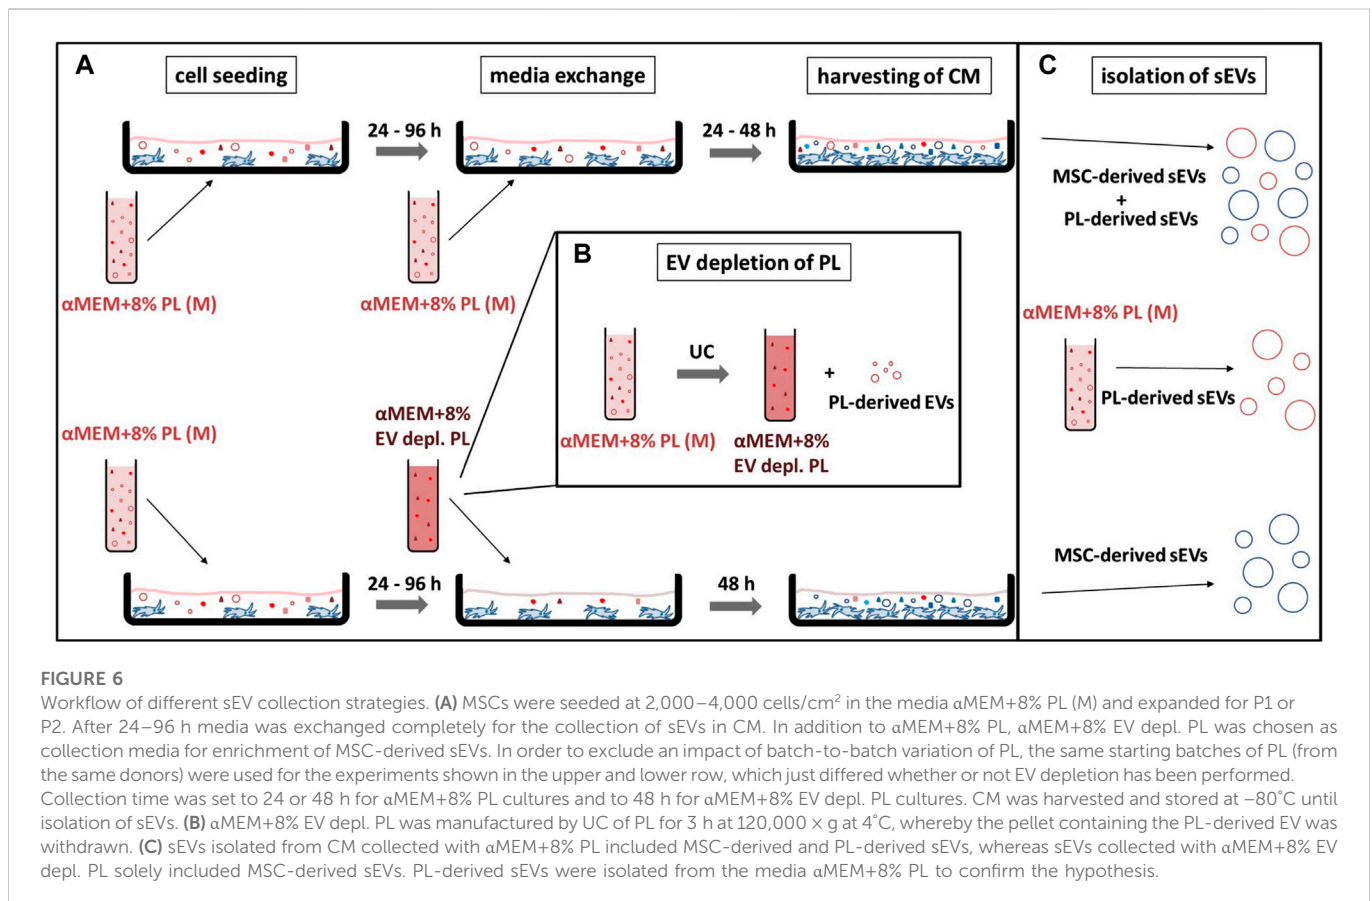 A
cell seeding
media exchange
harvesting of CM
C
isolation of sEVs
24 - 96 h
24 - 48 h
MSC-derived sEVs
+
PL-derived sEVs
αMEM+8% PL (M)
αMEM+8% PL (M)
B
EV depletion of PL
UC
+
PL-derived EVs
αMEM+8% PL (M)
αMEM+8%
EV depl. PL
αMEM+8% PL (M)
PL-derived sEVs
αMEM+8% PL (M)
αMEM+8%
EV depl. PL
24 - 96 h
48 h
MSC-derived sEVs
FIGURE 6
Workflow of different sEV collection strategies. (A) MSCs were seeded at 2,000–4,000 cells/cm² in the media αMEM+8% PL (M) and expanded for P1 or
P2. After 24–96 h media was exchanged completely for the collection of sEVs in CM. In addition to αMEM+8% PL, αMEM+8% EV depl. PL was chosen as
collection media for enrichment of MSC-derived sEVs. In order to exclude an impact of batch-to-batch variation of PL, the same starting batches of PL (from
the same donors) were used for the experiments shown in the upper and lower row, which just differed whether or not EV depletion has been performed.
Collection time was set to 24 or 48 h for αMEM+8% PL cultures and to 48 h for αMEM+8% EV depl. PL cultures. CM was harvested and stored at –80°C until
isolation of sEVs. (B) αMEM+8% EV depl. PL was manufactured by UC of PL for 3 h at 120,000 × g at 4°C, whereby the pellet containing the PL-derived EV was
withdrawn. (C) sEVs isolated from CM collected with αMEM+8% PL included MSC-derived and PL-derived sEVs, whereas sEVs collected with αMEM+8% EV
depl. PL solely included MSC-derived sEVs. PL-derived sEVs were isolated from the media αMEM+8% PL to confirm the hypothesis.